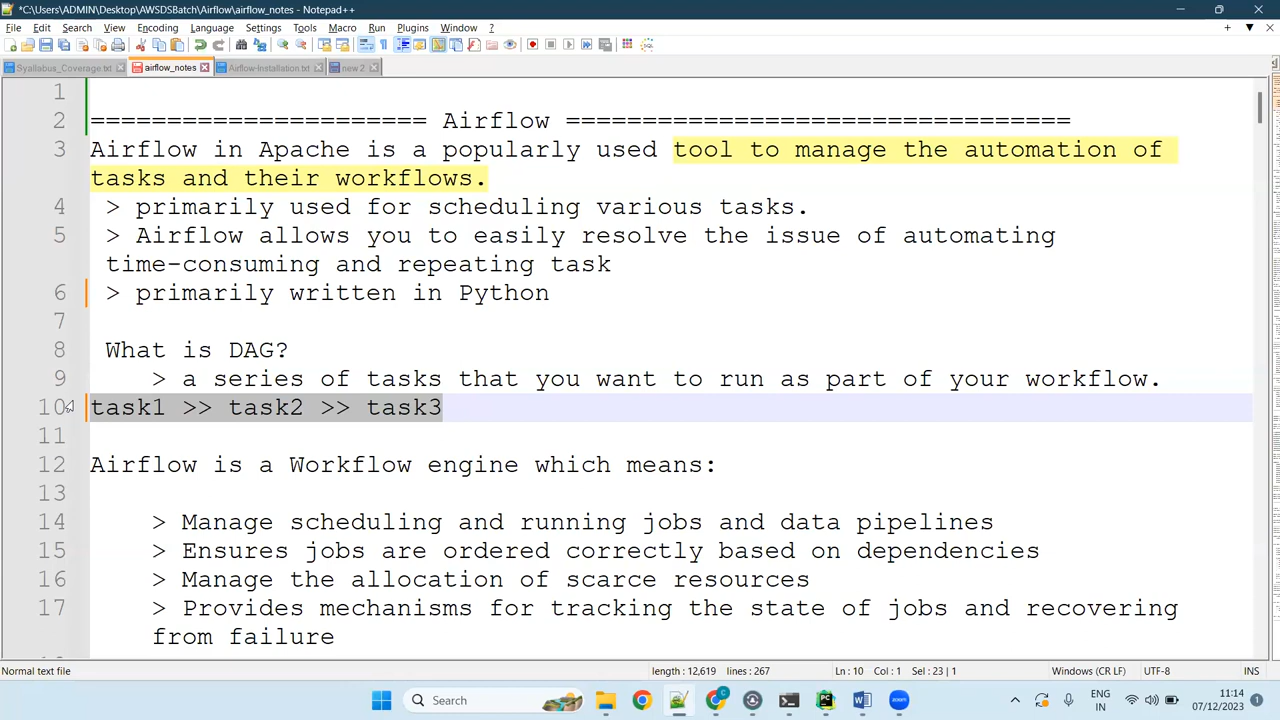 *C:\Users\ADMIN\Desktop\AWSDSBatch\Airflow\airflow_notes - Notepad++
File Edit Search View Encoding Language Settings Tools Macro Run Plugins Window ?
Syallabus_Coverage.txt airflow_notes Airflow-Installation.txt new 2
1
2 ====================== Airflow =================================
3 Airflow in Apache is a popularly used tool to manage the automation of
tasks and their workflows.
4 > primarily used for scheduling various tasks.
5 > Airflow allows you to easily resolve the issue of automating
time-consuming and repeating task
6 > primarily written in Python
7
8 What is DAG?
9 > a series of tasks that you want to run as part of your workflow.
10 task1 >> task2 >> task3
11
12 Airflow is a Workflow engine which means:
13
14 > Manage scheduling and running jobs and data pipelines
15 > Ensures jobs are ordered correctly based on dependencies
16 > Manage the allocation of scarce resources
17 > Provides mechanisms for tracking the state of jobs and recovering
from failure
Normal text file length : 12,619 lines : 267 Ln : 10 Col : 1 Sel : 23 | 1 Windows (CR LF) UTF-8 INS
Search zoom ENG IN 11:14 07/12/2023